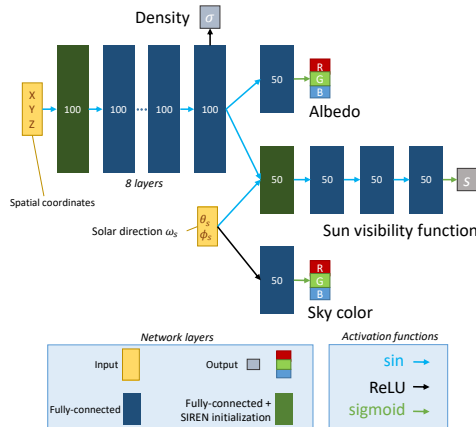 Density
σ
X
Y
Z
100
100
...
100
100
8 layers
Spatial coordinates
50
R
G
B
Albedo
50
50
50
50
s
Sun visibility function
Solar direction ωₛ
θₛ
ϕₛ
50
R
G
B
Sky color
Network layers
Input
Output
Fully-connected
Fully-connected +
SIREN initialization
Activation functions
sin
ReLU
sigmoid